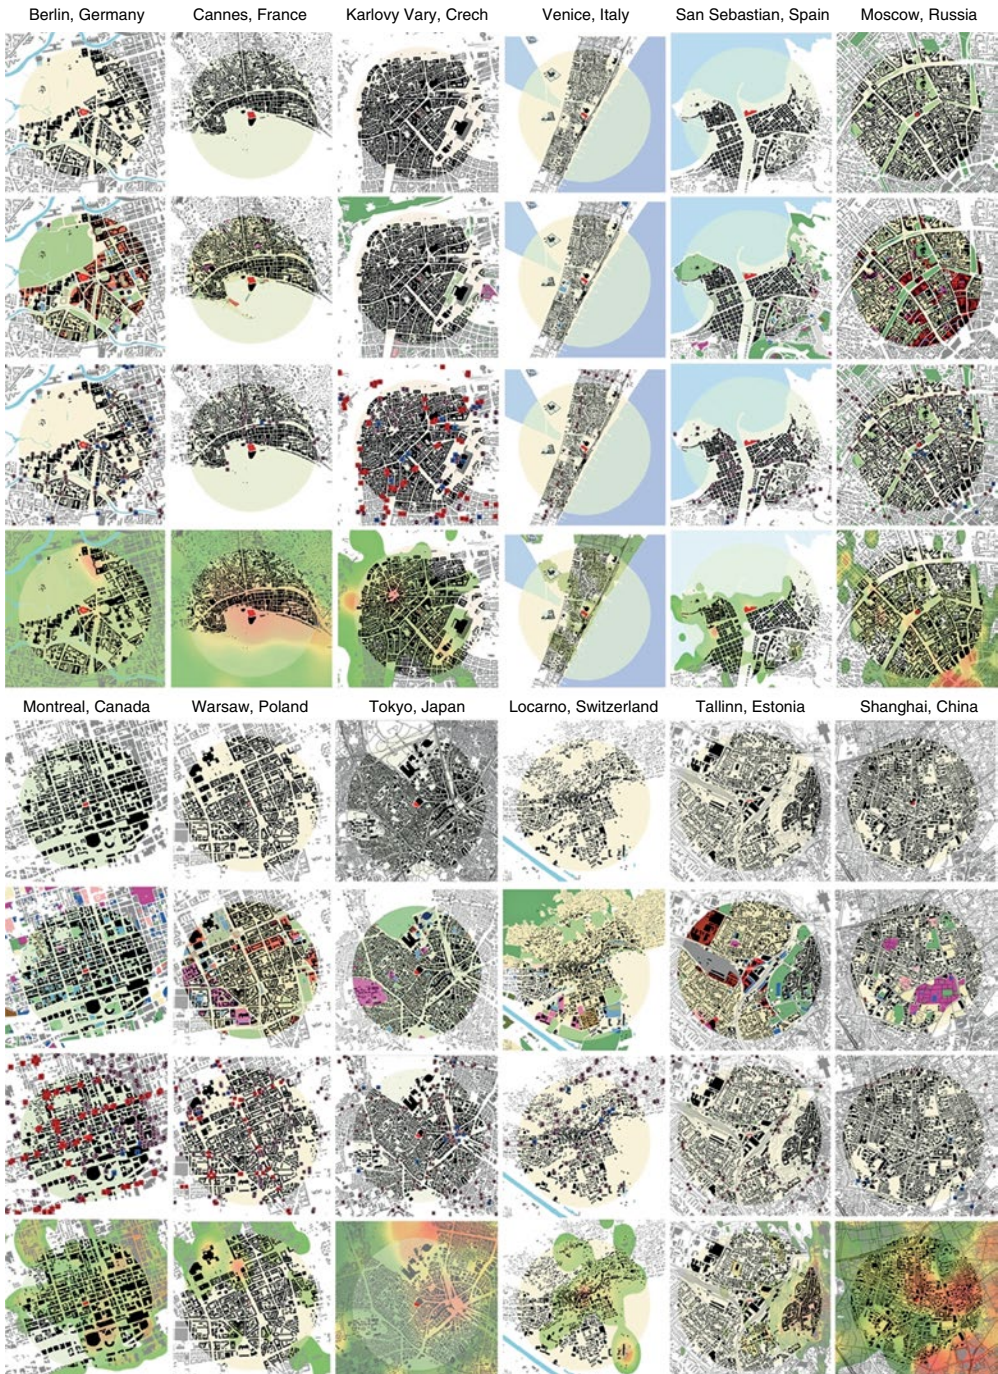 Berlin, Germany Cannes, France Karlovy Vary, Crech Venice, Italy San Sebastian, Spain Moscow, Russia
Montreal, Canada Warsaw, Poland Tokyo, Japan Locarno, Switzerland Tallinn, Estonia Shanghai, China